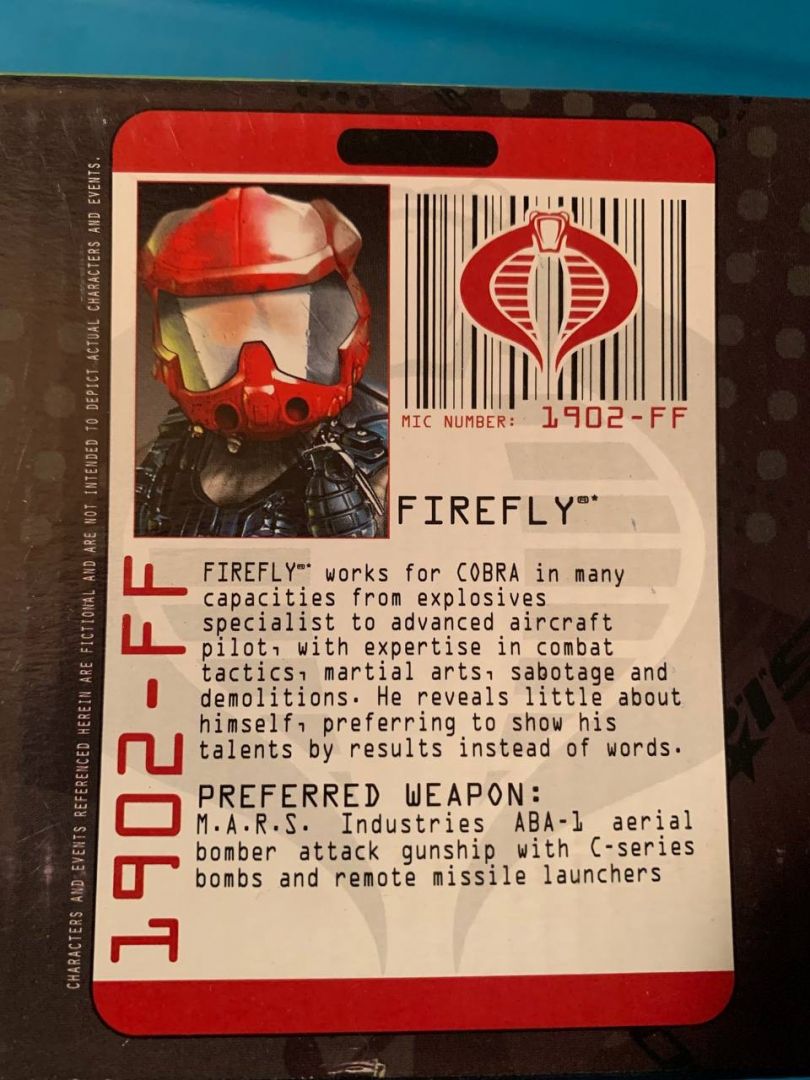 CHARACTERS AND EVENTS REFERENCED HEREIN ARE FICTIONAL AND ARE NOT INTENDED TO DEPICT ACTUAL CHARACTERS AND EVENTS.
MIC NUMBER: 1902-FF
FIREFLY™*
1902-FF
FIREFLY™* works for COBRA in many
capacities from explosives
specialist to advanced aircraft
pilot, with expertise in combat
tactics, martial arts, sabotage and
demolitions. He reveals little about
himself, preferring to show his
talents by results instead of words.
PREFERRED WEAPON:
M.A.R.S. Industries ABA-1 aerial
bomber attack gunship with C-series
bombs and remote missile launchers